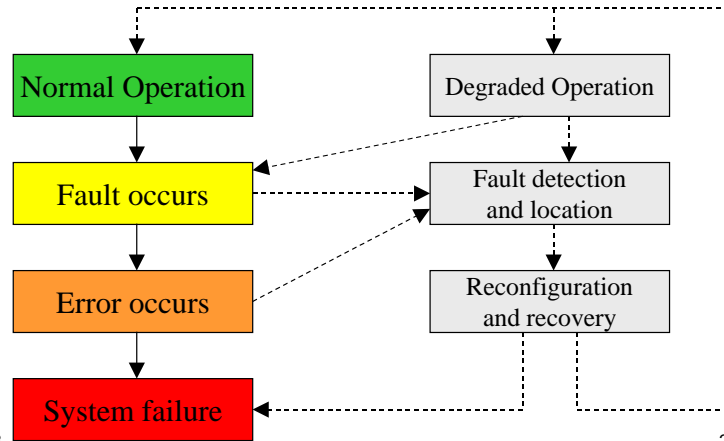 Normal Operation
Degraded Operation
Fault occurs
Fault detection
and location
Error occurs
Reconfiguration
and recovery
System failure